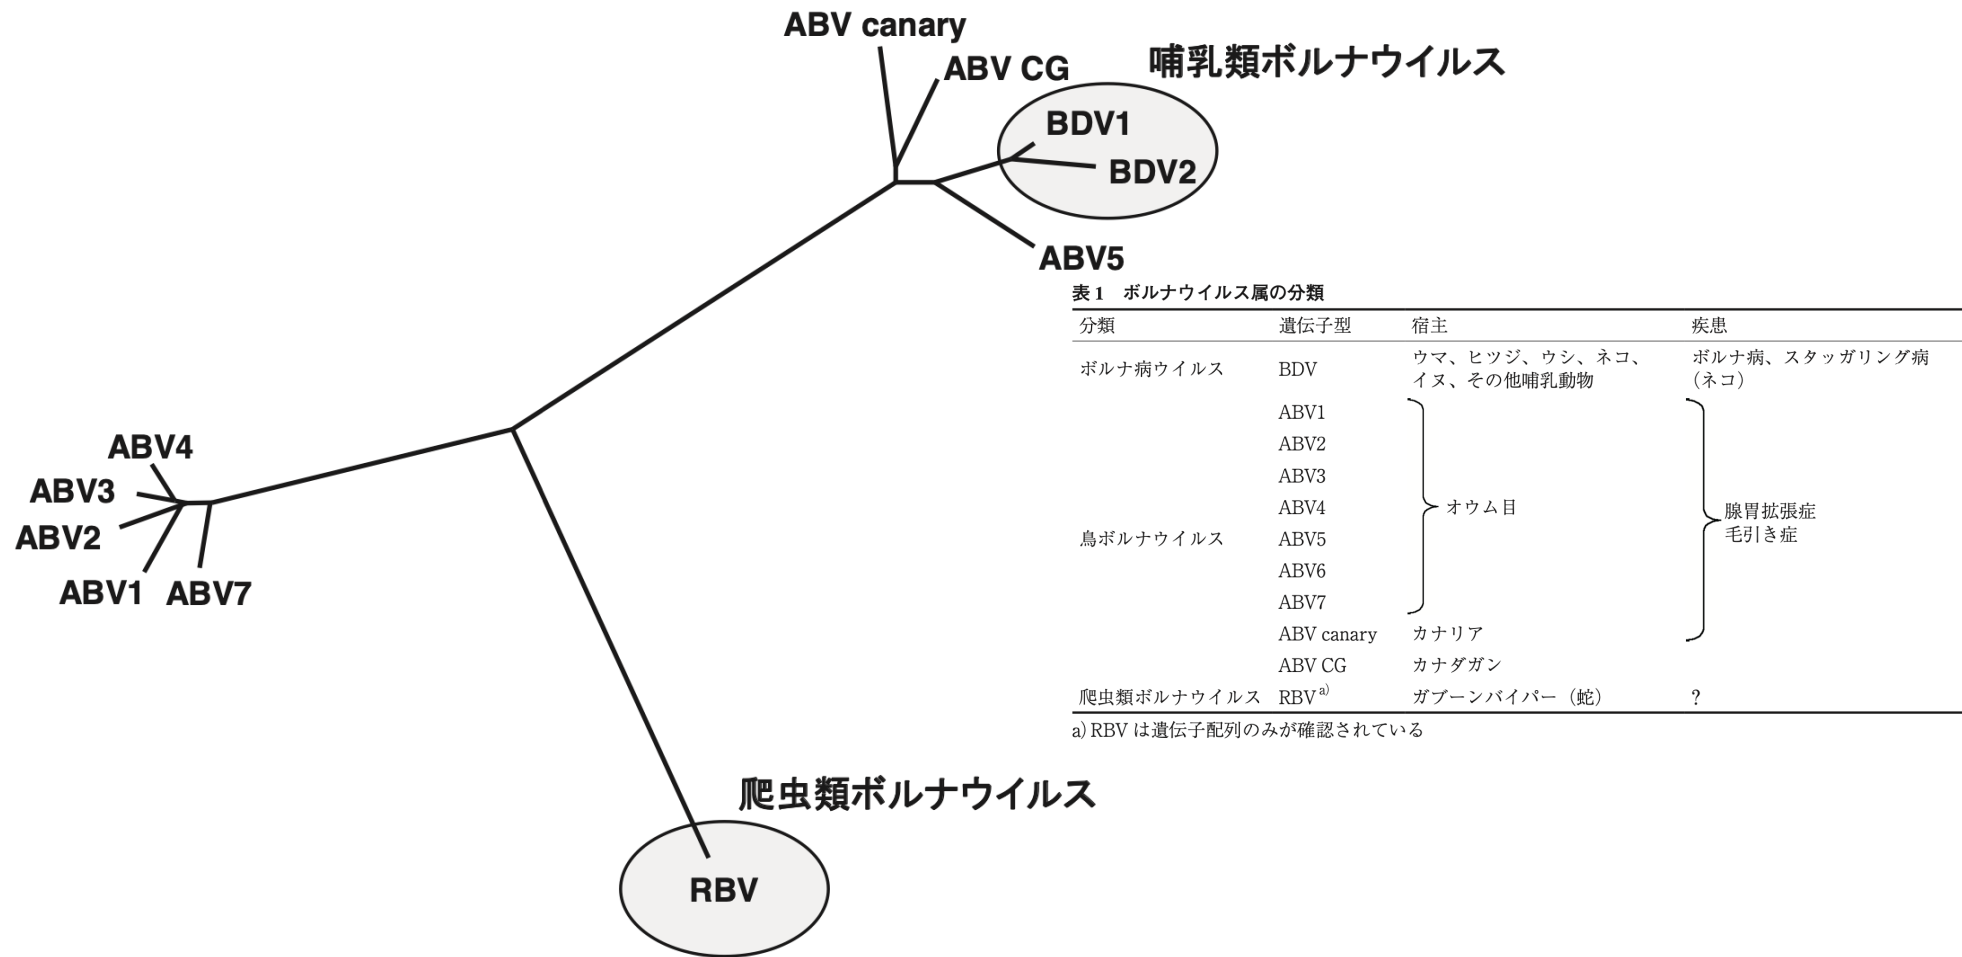 ABV canary
ABV CG
哺乳類ボルナウイルス
BDV1
BDV2
ABV5
ABV4
ABV3
ABV2
ABV1
ABV7
爬虫類ボルナウイルス
RBV
表1 ボルナウイルス属の分類
分類 遺伝子型 宿主 疾患
ボルナ病ウイルス BDV ウマ、ヒツジ、ウシ、ネコ、 ボルナ病、スタッガリング病
イヌ、その他哺乳動物 （ネコ）
ABV1
ABV2
ABV3
ABV4 オウム目 腺胃拡張症
鳥ボルナウイルス ABV5 毛引き症
ABV6
ABV7
ABV canary カナリア
ABV CG カナダガン
爬虫類ボルナウイルス RBV a) ガブーンバイパー（蛇） ?
a) RBV は遺伝子配列のみが確認されている